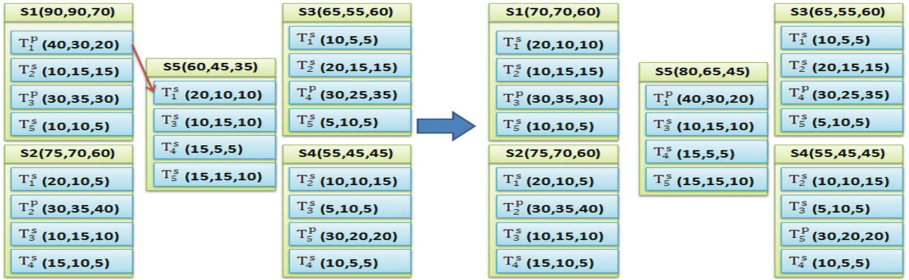 S1(90,90,70)
T₁ᵖ (40,30,20)
T₂ˢ (10,15,15)
T₃ᵖ (30,35,30)
T₅ˢ (10,10,5)
S2(75,70,60)
T₁ˢ (20,10,5)
T₂ᵖ (30,35,40)
T₃ˢ (10,15,10)
T₄ˢ (15,10,5)
S5(60,45,35)
T₁ˢ (20,10,10)
T₃ˢ (10,15,10)
T₄ˢ (15,5,5)
T₅ˢ (15,15,10)
S3(65,55,60)
T₁ˢ (10,5,5)
T₂ˢ (20,15,15)
T₄ᵖ (30,25,35)
T₅ˢ (5,10,5)
S4(55,45,45)
T₂ˢ (10,10,15)
T₃ˢ (5,10,5)
T₅ᵖ (30,20,20)
T₄ˢ (10,5,5)
S1(70,70,60)
T₁ˢ (20,10,10)
T₂ˢ (10,15,15)
T₃ᵖ (30,35,30)
T₅ˢ (10,10,5)
S2(75,70,60)
T₁ˢ (20,10,5)
T₂ᵖ (30,35,40)
T₃ˢ (10,15,10)
T₄ˢ (15,10,5)
S5(80,65,45)
T₁ᵖ (40,30,20)
T₃ˢ (10,15,10)
T₄ˢ (15,5,5)
T₅ˢ (15,15,10)
S3(65,55,60)
T₁ˢ (10,5,5)
T₂ˢ (20,15,15)
T₄ᵖ (30,25,35)
T₅ˢ (5,10,5)
S4(55,45,45)
T₂ˢ (10,10,15)
T₃ˢ (5,10,5)
T₅ᵖ (30,20,20)
T₄ˢ (10,5,5)